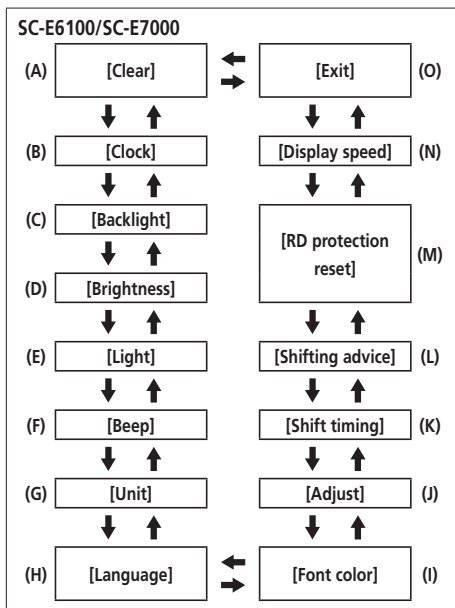 SC-E6100/SC-E7000
(A) [Clear] [Exit] (O)
(B) [Clock] [Display speed] (N)
(C) [Backlight]
[RD protection
reset] (M)
(D) [Brightness]
(E) [Light] [Shifting advice] (L)
(F) [Beep] [Shift timing] (K)
(G) [Unit] [Adjust] (J)
(H) [Language] [Font color] (I)